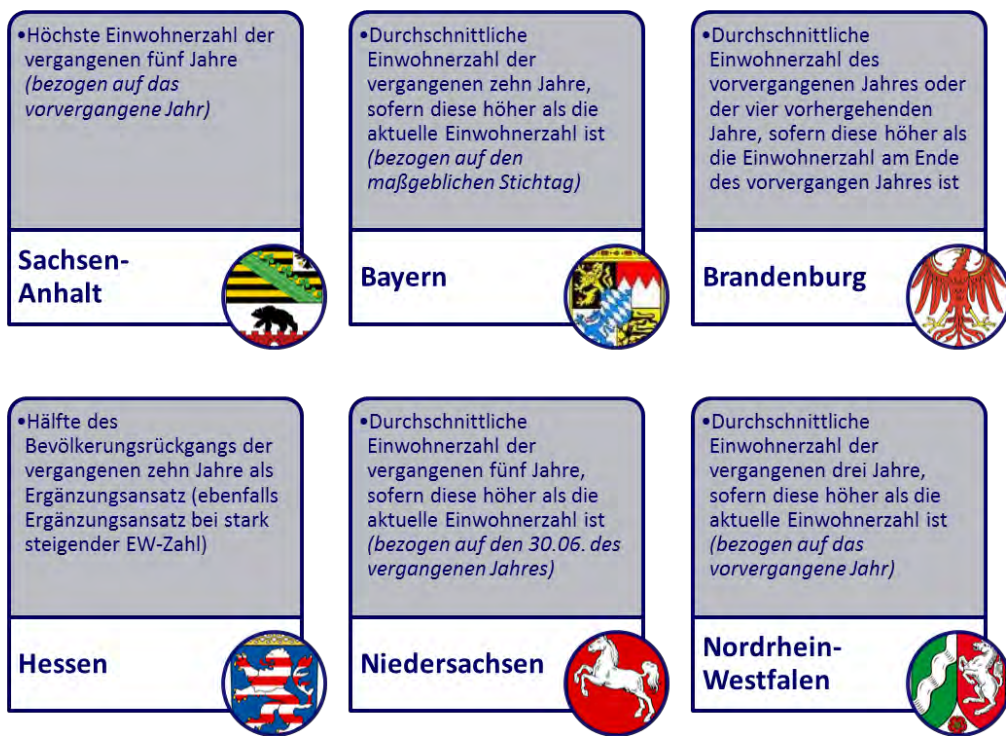 •Höchste Einwohnerzahl der
vergangenen fünf Jahre
(bezogen auf das
vorvergangene Jahr)
Sachsen-
Anhalt
•Durchschnittliche
Einwohnerzahl der
vergangenen zehn Jahre,
sofern diese höher als die
aktuelle Einwohnerzahl ist
(bezogen auf den
maßgeblichen Stichtag)
Bayern
•Durchschnittliche
Einwohnerzahl des
vorvergangenen Jahres oder
der vier vorhergehenden
Jahre, sofern diese höher als
die Einwohnerzahl am Ende
des vorvergangen Jahres ist
Brandenburg
•Hälfte des
Bevölkerungsrückgangs der
vergangenen zehn Jahre als
Ergänzungsansatz (ebenfalls
Ergänzungsansatz bei stark
steigender EW-Zahl)
Hessen
•Durchschnittliche
Einwohnerzahl der
vergangenen fünf Jahre,
sofern diese höher als die
aktuelle Einwohnerzahl ist
(bezogen auf den 30.06. des
vergangenen Jahres)
Niedersachsen
•Durchschnittliche
Einwohnerzahl der
vergangenen drei Jahre,
sofern diese höher als die
aktuelle Einwohnerzahl ist
(bezogen auf das
vorvergangene Jahr)
Nordrhein-
Westfalen